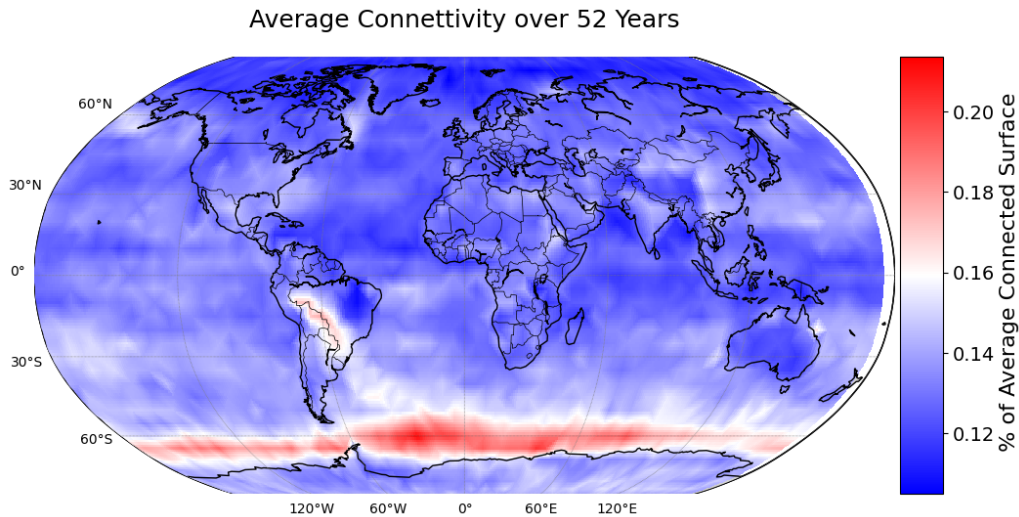 Average Connettivity over 52 Years
60°N
30°N
0°
30°S
60°S
120°W 60°W 0° 60°E 120°E
0.20
0.18
0.16
0.14
0.12
% of Average Connected Surface